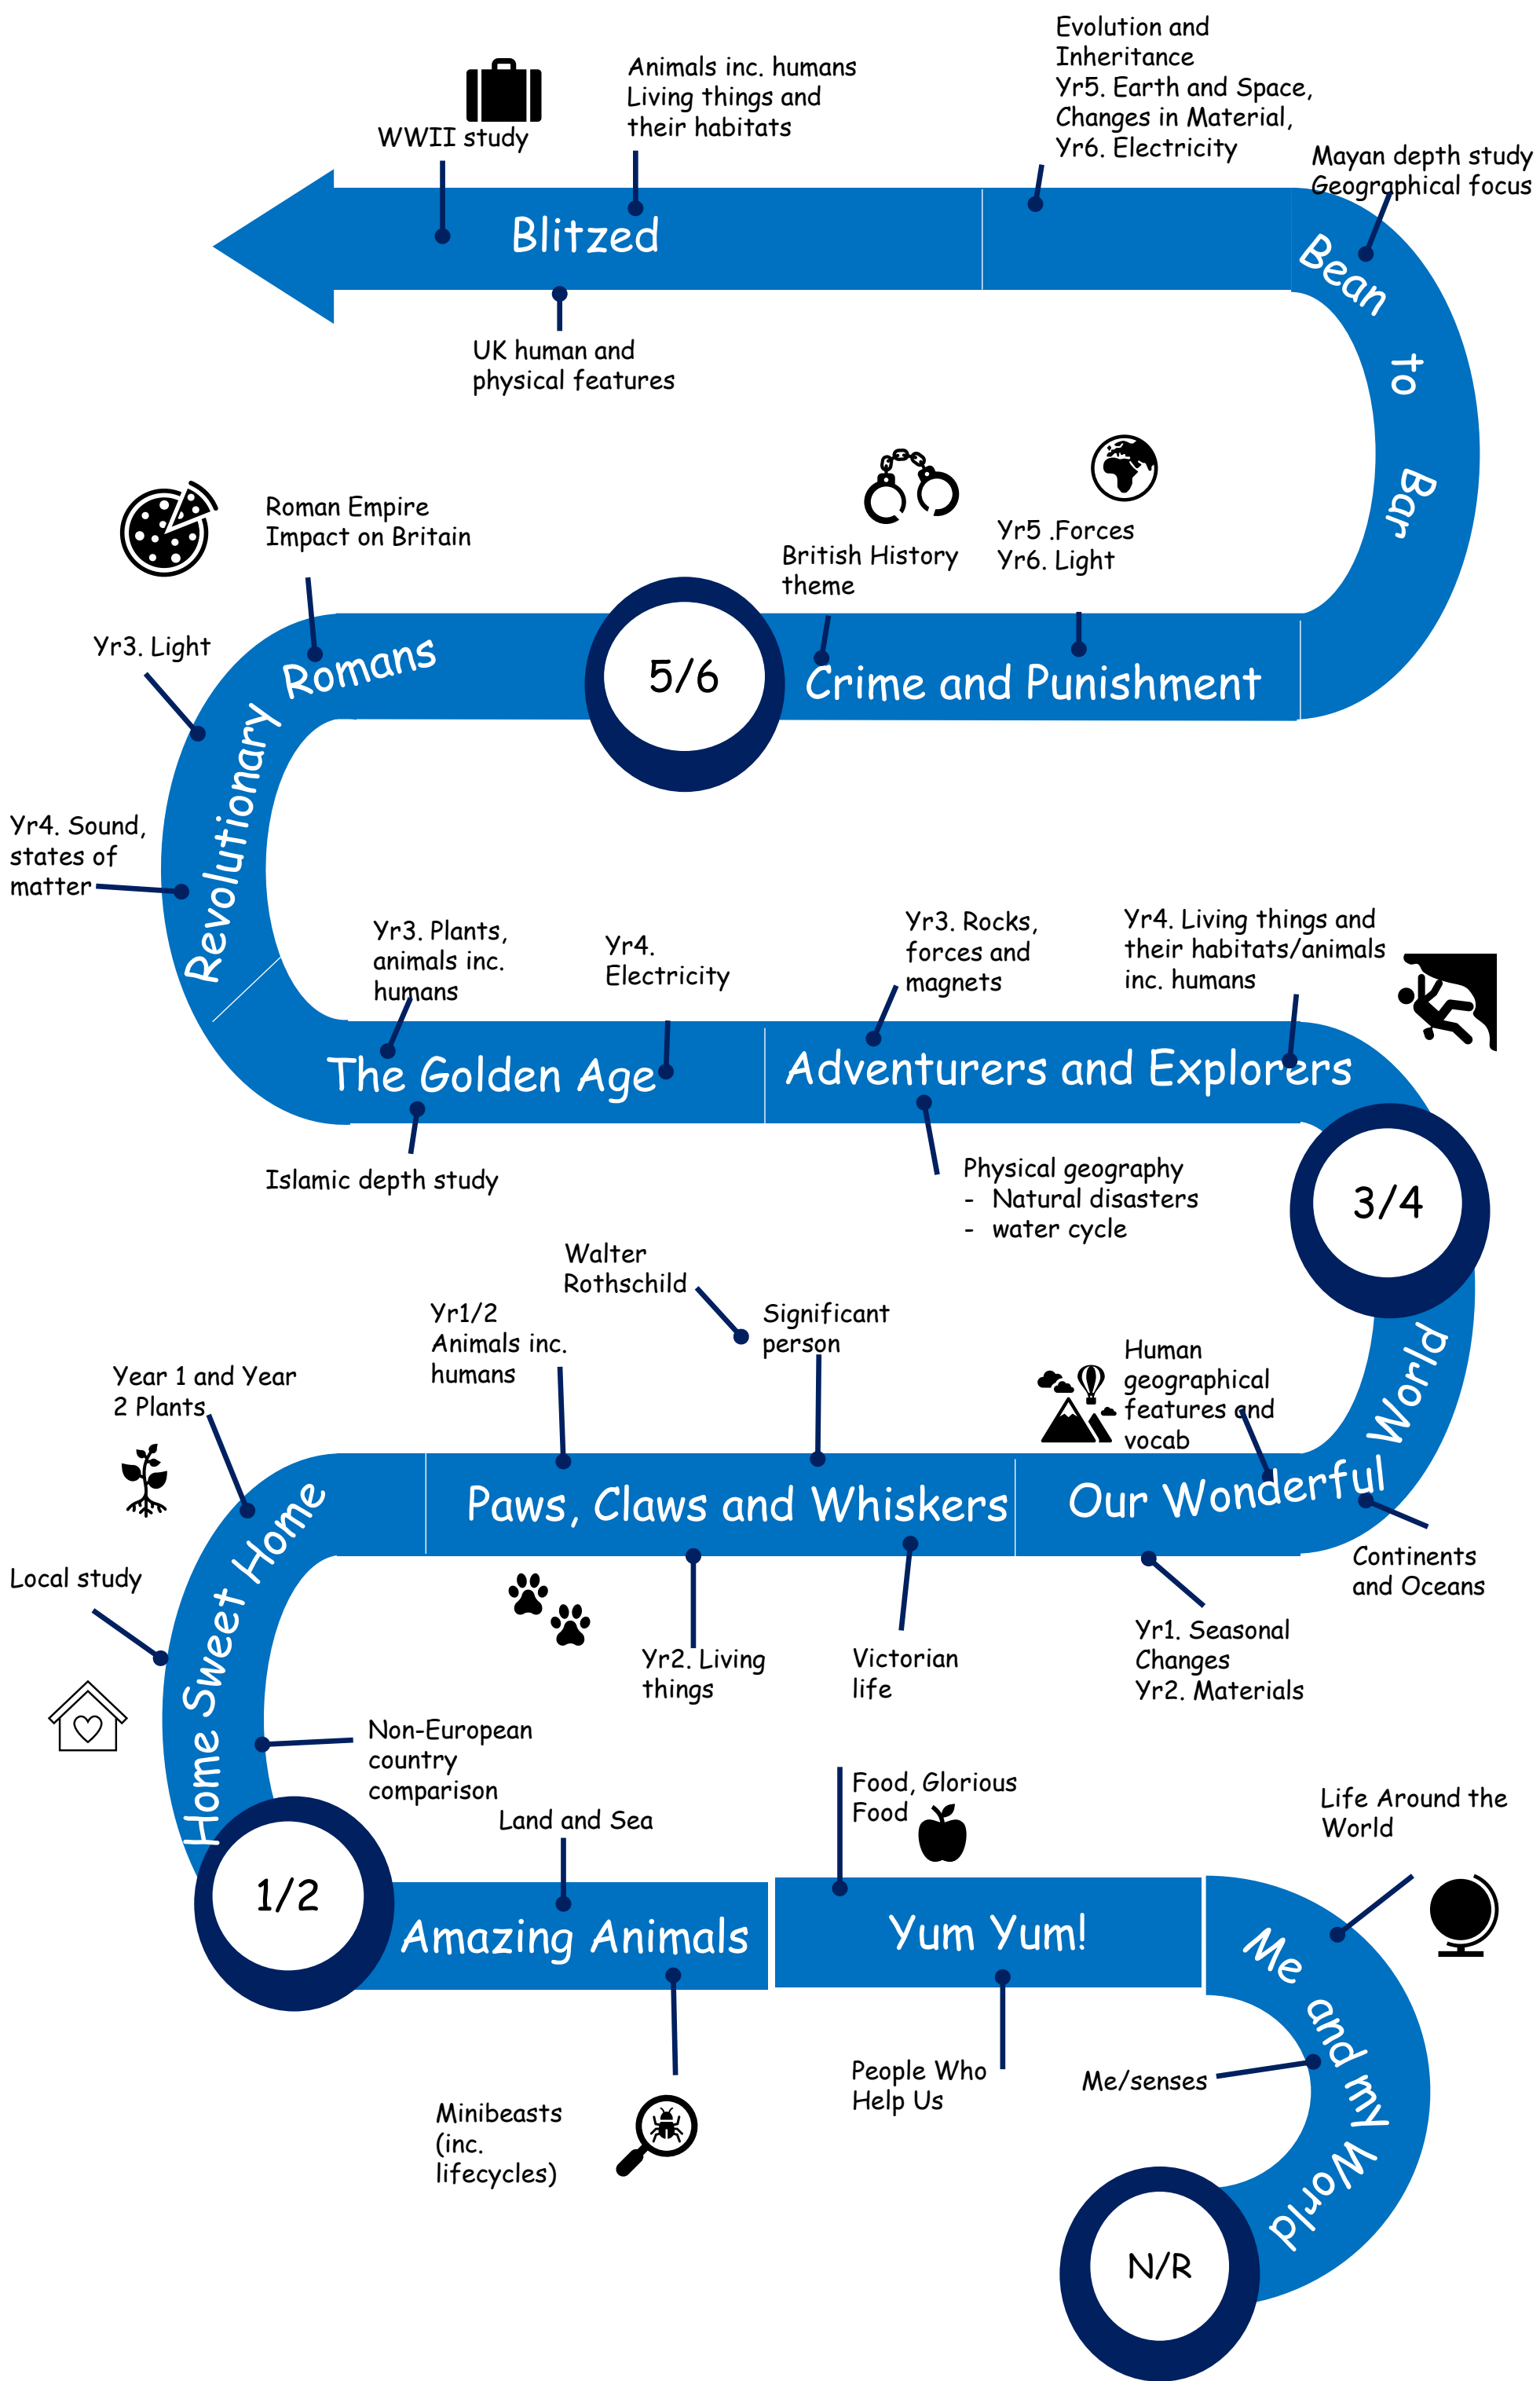 Evolution and
Inheritance
Yr5. Earth and Space,
Changes in Material,
Yr6. Electricity
Animals inc. humans
Living things and
their habitats
WWII study
Mayan depth study
Geographical focus
Blitzed
Bean to Bar
UK human and
physical features
Roman Empire
Impact on Britain
British History
theme
Yr5 .Forces
Yr6. Light
Yr3. Light
Revolutionary Romans
5/6
Crime and Punishment
Yr4. Sound,
states of
matter
Yr3. Plants,
animals inc.
humans
Yr4.
Electricity
Yr3. Rocks,
forces and
magnets
Yr4. Living things and
their habitats/animals
inc. humans
The Golden Age
Adventurers and Explorers
Islamic depth study
Physical geography
- Natural disasters
- water cycle
3/4
Walter
Rothschild
Significant
person
Yr1/2
Animals inc.
humans
Human
geographical
features and
vocab
Year 1 and Year
2 Plants
Home Sweet Home
Paws, Claws and Whiskers
Our Wonderful World
Local study
Continents
and Oceans
Yr2. Living
things
Victorian
life
Yr1. Seasonal
Changes
Yr2. Materials
Non-European
country
comparison
Land and Sea
Food, Glorious
Food
Life Around the
World
1/2
Amazing Animals
Yum Yum!
Me and my World
People Who
Help Us
Me/senses
Minibeasts
(inc.
lifecycles)
N/R